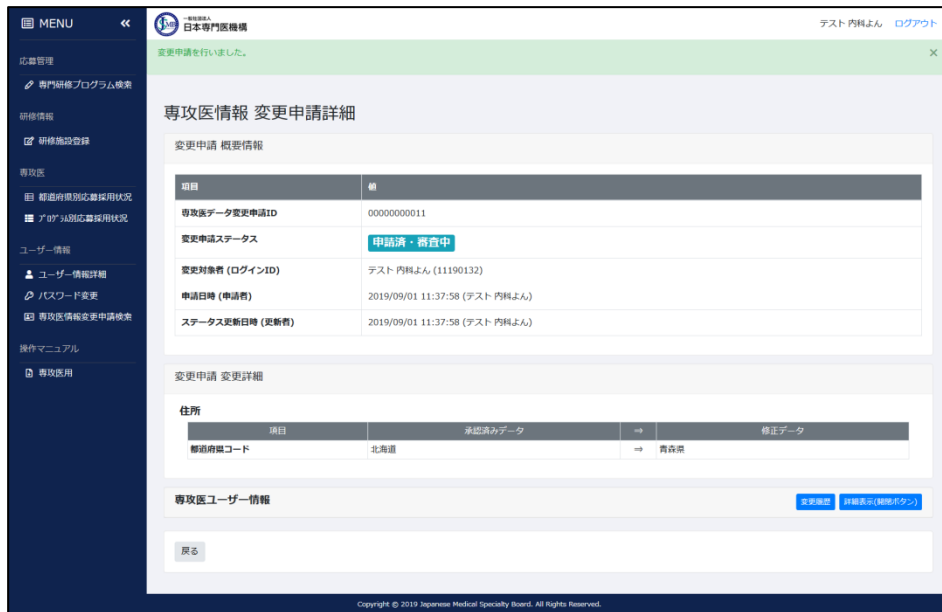 MENU «
一般社団法人
日本専門医機構
テスト 内科よん ログアウト
変更申請を行いました。 ×
応募管理
専門研修プログラム検索
研修情報
研修施設登録
専攻医
都道府県別応募採用状況
ﾌﾟﾛｸﾞﾗﾑ別応募採用状況
ユーザー情報
ユーザー情報詳細
パスワード変更
専攻医情報変更申請検索
操作マニュアル
専攻医用
専攻医情報 変更申請詳細
変更申請 概要情報
項目 値
専攻医データ変更申請ID 00000000011
変更申請ステータス 申請済・審査中
変更対象者 (ログインID) テスト 内科よん (11190132)
申請日時 (申請者) 2019/09/01 11:37:58 (テスト 内科よん)
ステータス更新日時 (更新者) 2019/09/01 11:37:58 (テスト 内科よん)
変更申請 変更詳細
住所
項目 承認済みデータ ⇒ 修正データ
都道府県コード 北海道 ⇒ 青森県
専攻医ユーザー情報 変更履歴 詳細表示(開閉ボタン)
戻る
Copyright © 2019 Japanese Medical Specialty Board. All Rights Reserved.